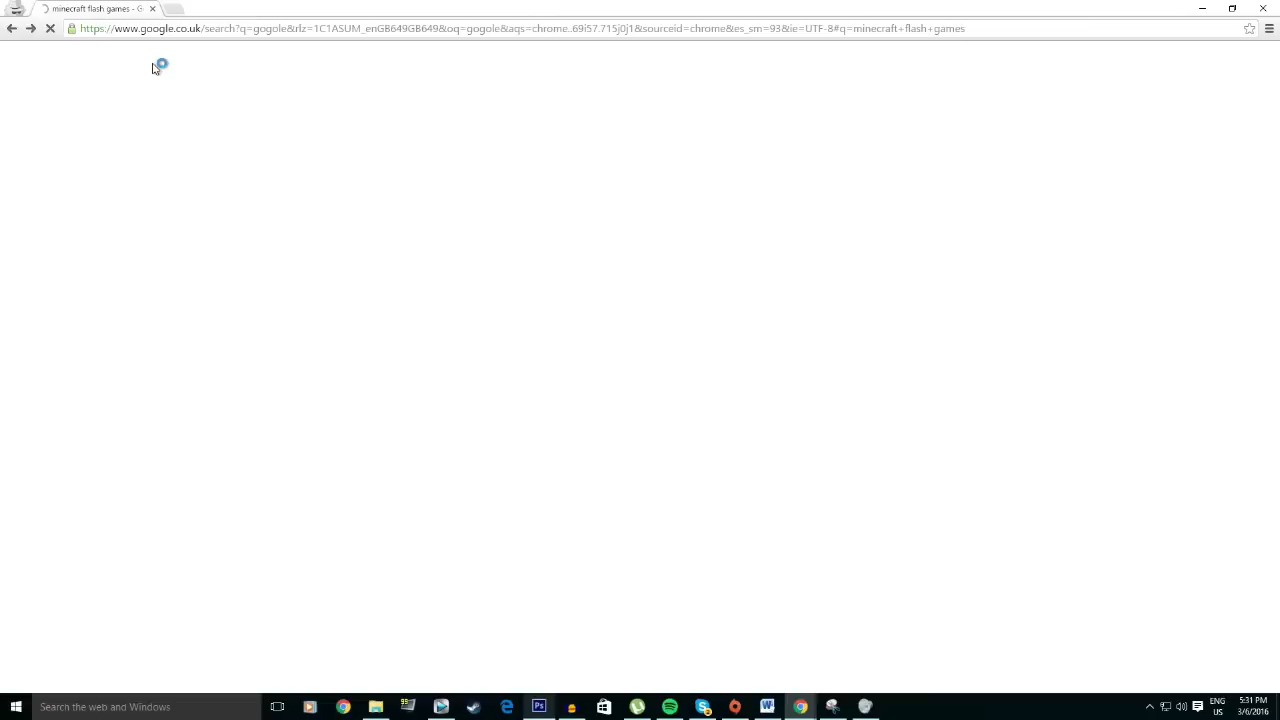 minecraft flash games - G
https://www.google.co.uk/search?q=gogole&rlz=1C1ASUM_enGB649GB649&oq=gogole&aqs=chrome..69i57.715j0j1&sourceid=chrome&es_sm=93&ie=UTF-8#q=minecraft+flash+games
Search the web and Windows
Ps
ENG
US
5:31 PM
3/6/2016